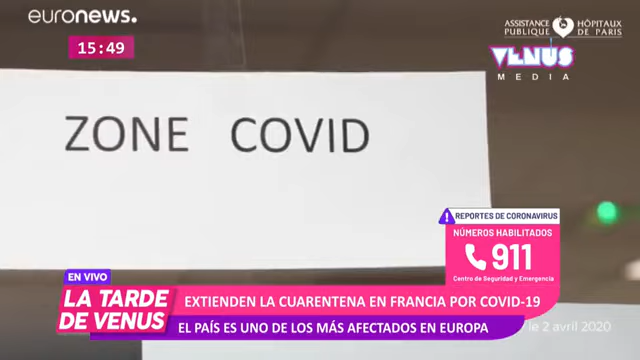 euronews.
15:49
ASSISTANCE PUBLIQUE
HÔPITAUX DE PARIS
VENUS
MEDIA
ZONE COVID
REPORTES DE CORONAVIRUS
NÚMEROS HABILITADOS
911
Centro de Seguridad y Emergencia
EN VIVO
LA TARDE
DE VENUS
EXTIENDEN LA CUARENTENA EN FRANCIA POR COVID-19
EL PAÍS ES UNO DE LOS MÁS AFECTADOS EN EUROPA
le 2 avril 2020